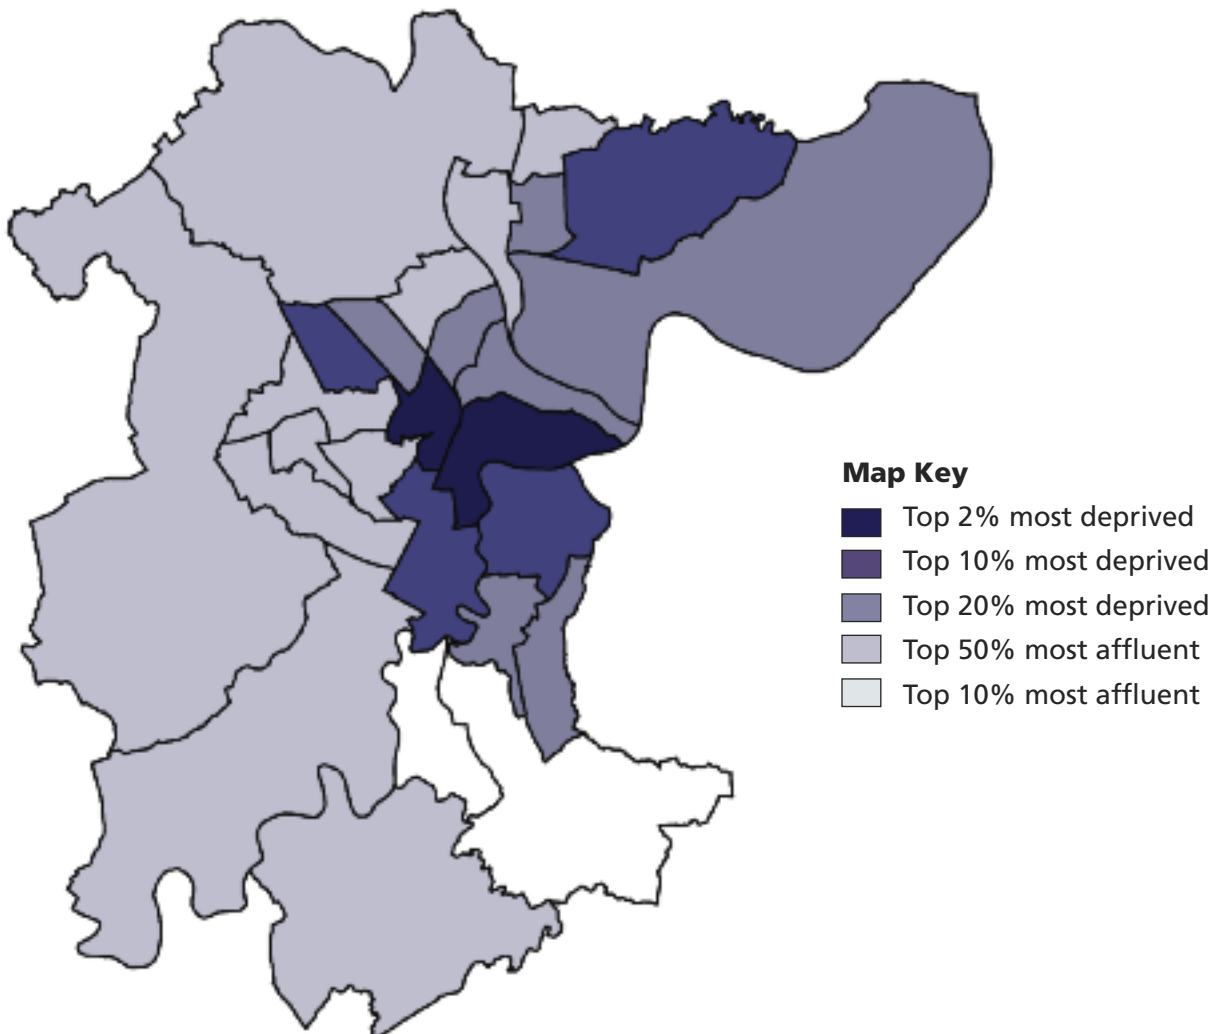 Map Key
Top 2% most deprived
Top 10% most deprived
Top 20% most deprived
Top 50% most affluent
Top 10% most affluent